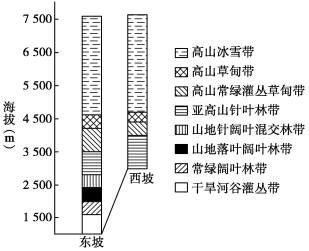 7 500
6 500
5 500
4 500
3 500
2 500
1 500
海拔(m)
东坡
西坡
高山冰雪带
高山草甸带
高山常绿灌丛草甸带
亚高山针叶林带
山地针阔叶混交林带
山地落叶阔叶林带
常绿阔叶林带
干旱河谷灌丛带